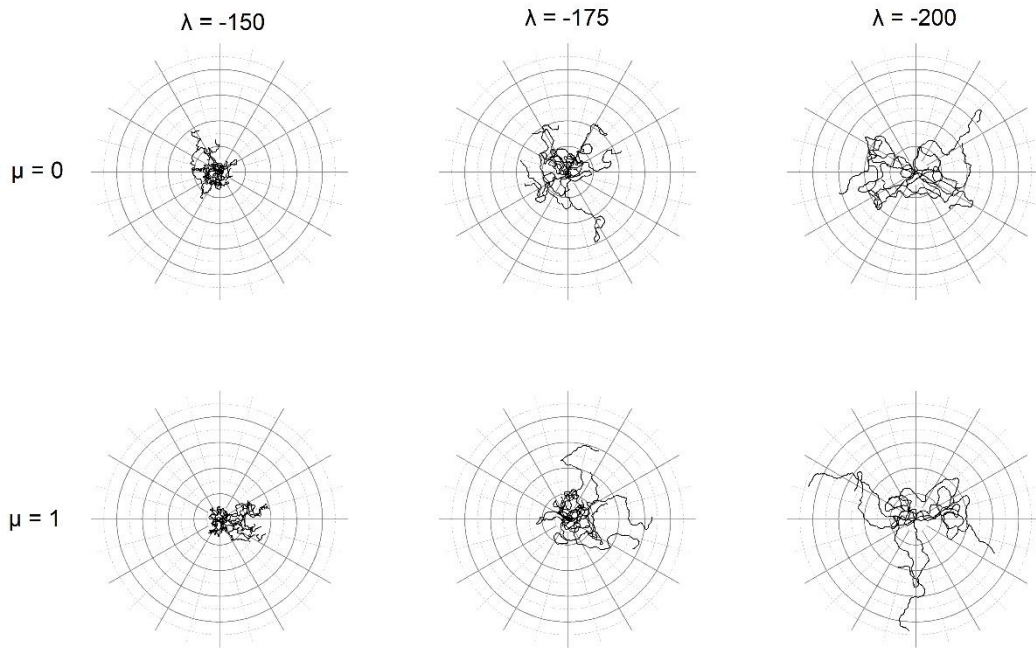 λ = -150 λ = -175 λ = -200
μ = 0
μ = 1